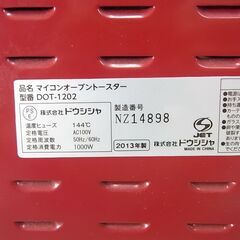 品名 マイコンオーブントースター
型番 DOT-1202
PS
E
株式会社ドウシシャ
温度ヒューズ 144℃
定格電圧 AC100V
定格周波数 50Hz/60Hz
定格消費電力 1000W
製造番号
NZ14898
株式会社ドウシシャ
2013年製
MADE IN CHINA
JET